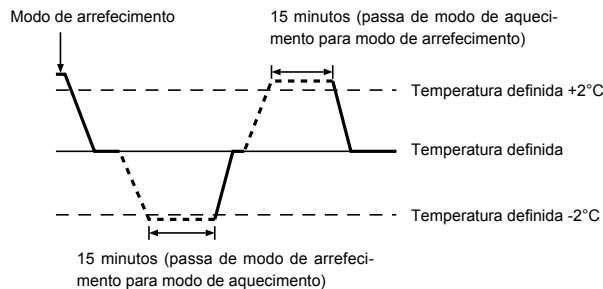 Modo de arrefecimento
15 minutos (passa de modo de aqueci-
mento para modo de arrefecimento)
Temperatura definida +2°C
Temperatura definida
Temperatura definida -2°C
15 minutos (passa de modo de arrefeci-
mento para modo de aquecimento)